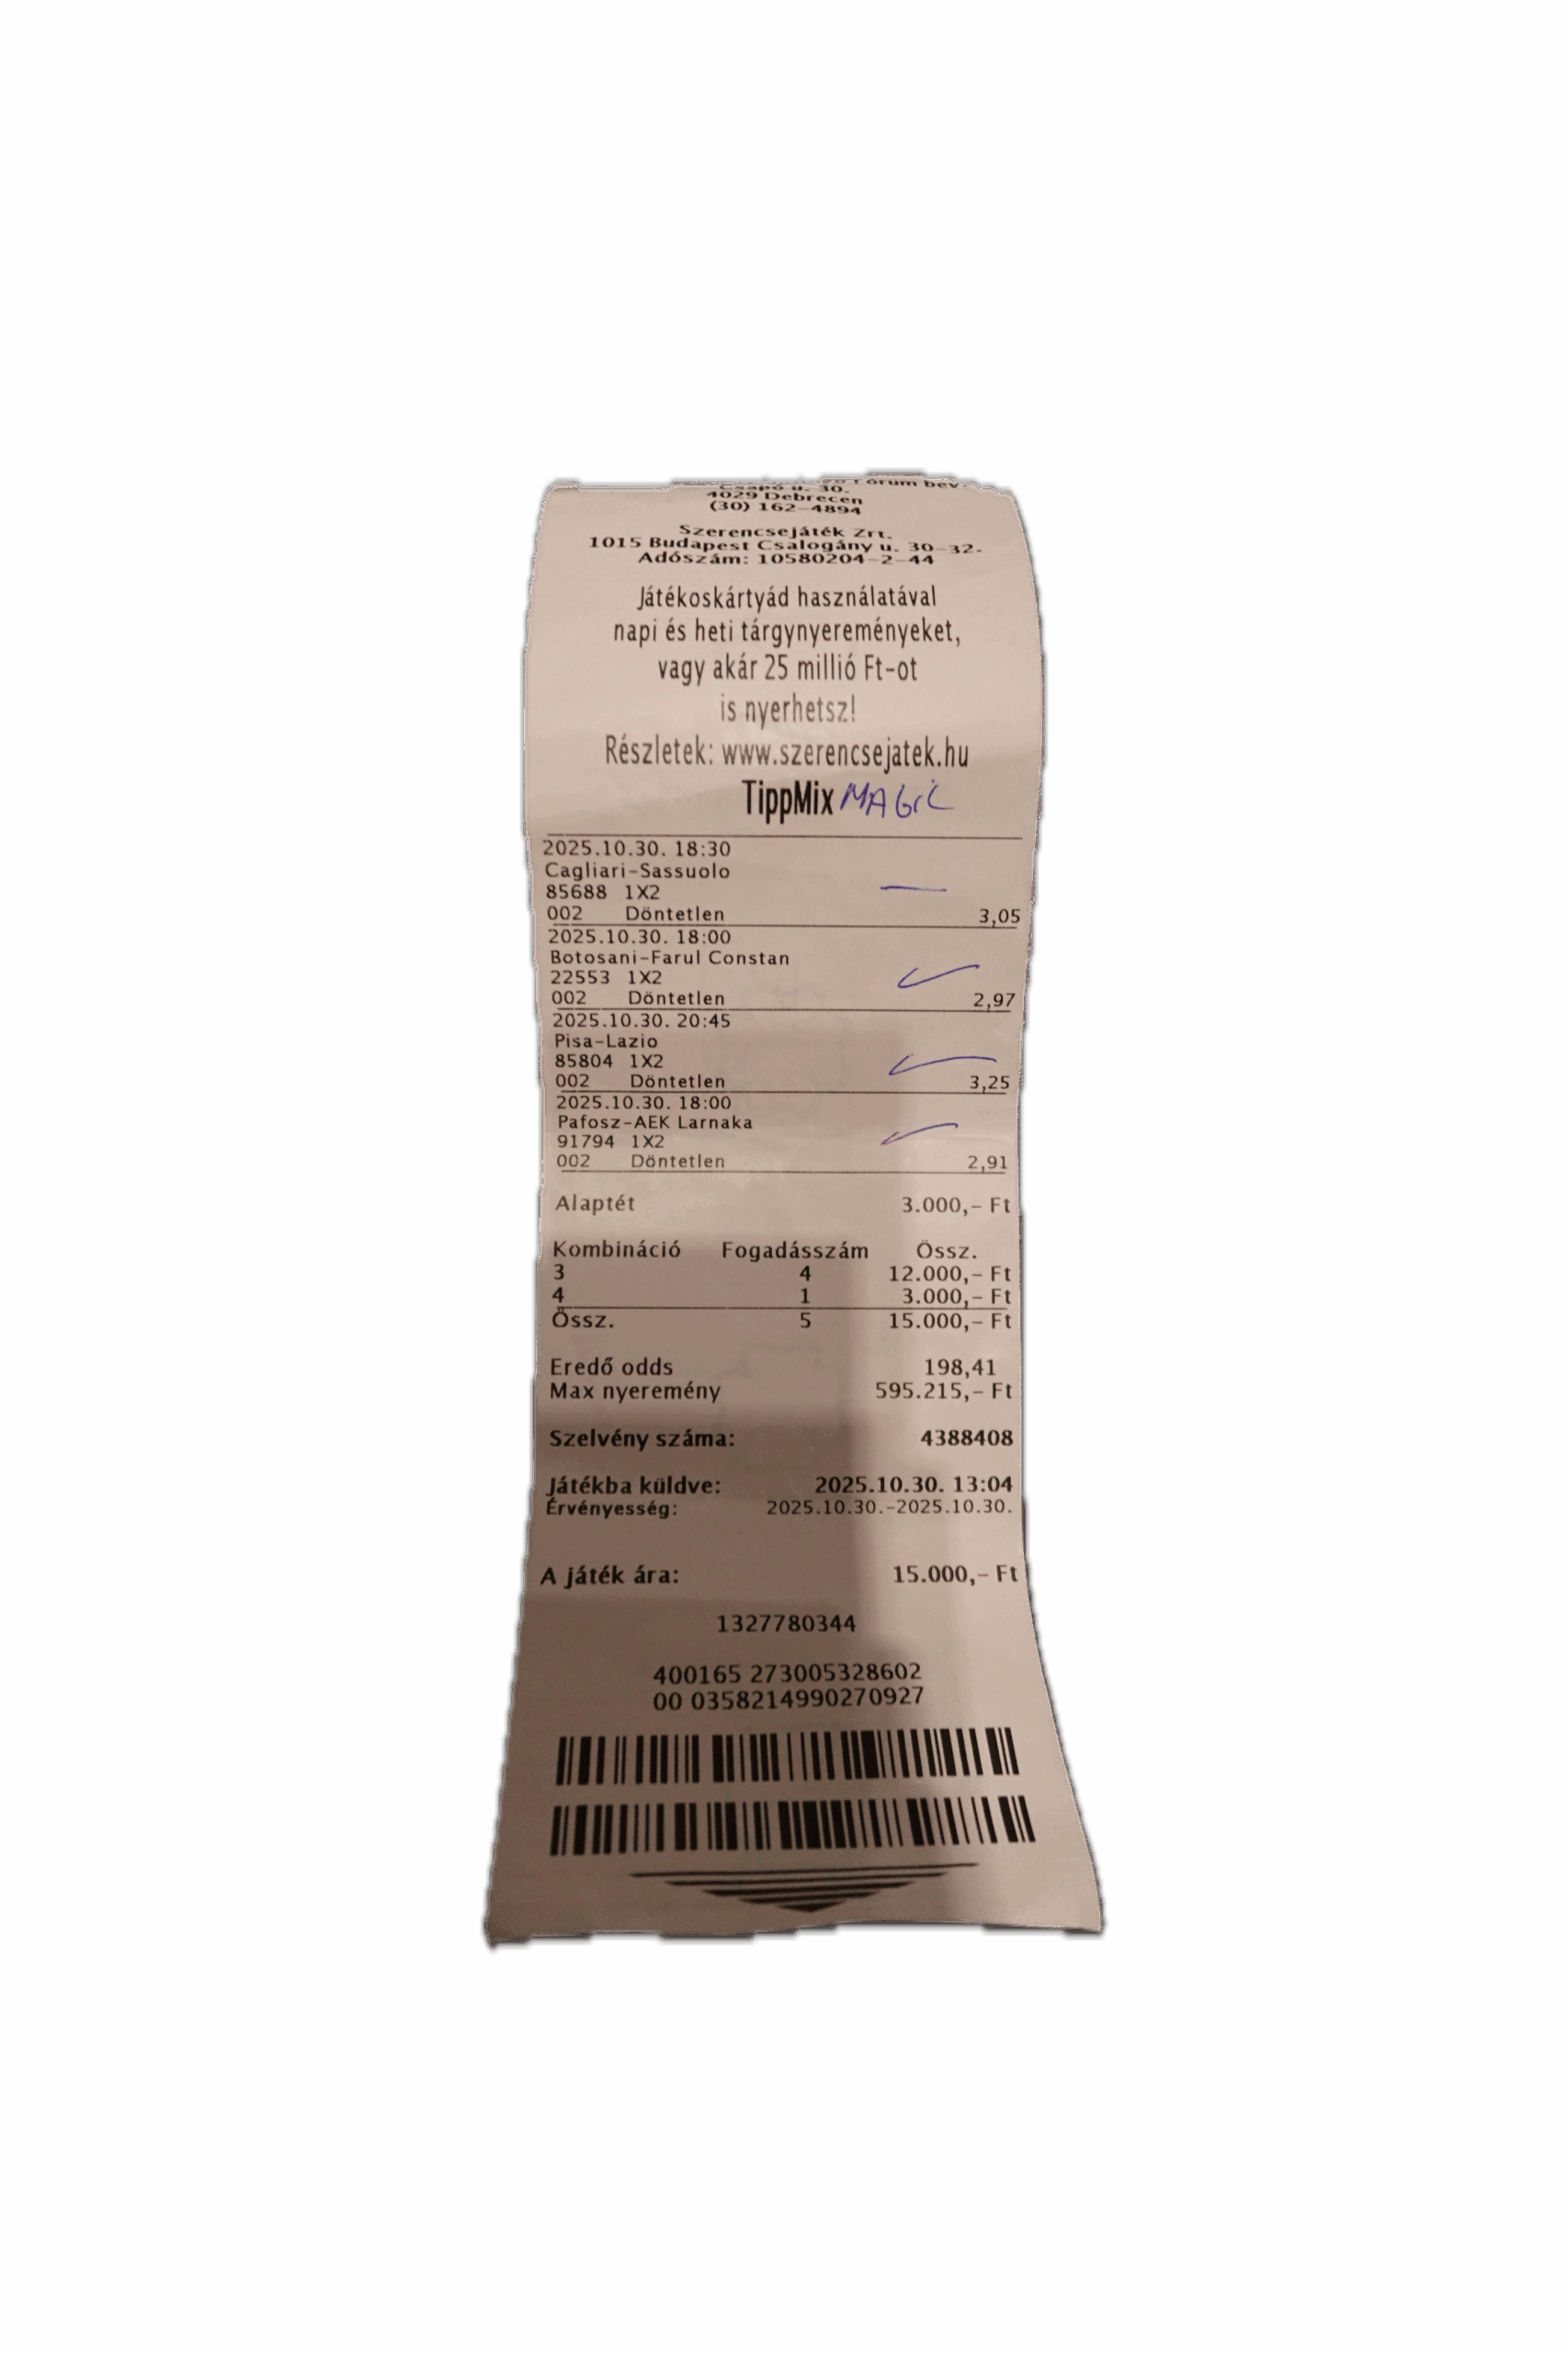 Fórum bev.
Csapó u. 30.
4029 Debrecen
(30) 162-4894
Szerencsejáték Zrt.
1015 Budapest Csalogány u. 30-32.
Adószám: 10580204-2-44
Játékoskártyád használatával
napi és heti tárgynyereményeket,
vagy akár 25 millió Ft-ot
is nyerhetsz!
Részletek: www.szerencsejatek.hu
TippMix MAGIC
2025.10.30. 18:30
Cagliari-Sassuolo
85688 1X2
002 Döntetlen 3,05
2025.10.30. 18:00
Botosani-Farul Constan
22553 1X2
002 Döntetlen 2,97
2025.10.30. 20:45
Pisa-Lazio
85804 1X2
002 Döntetlen 3,25
2025.10.30. 18:00
Pafosz-AEK Larnaka
91794 1X2
002 Döntetlen 2,91
Alaptét 3.000,- Ft
Kombináció Fogadásszám Össz.
3 4 12.000,- Ft
4 1 3.000,- Ft
Össz. 5 15.000,- Ft
Eredő odds 198,41
Max nyeremény 595.215,- Ft
Szelvény száma: 4388408
Játékba küldve: 2025.10.30. 13:04
Érvényesség: 2025.10.30.-2025.10.30.
A játék ára: 15.000,- Ft
1327780344
400165 273005328602
00 0358214990270927